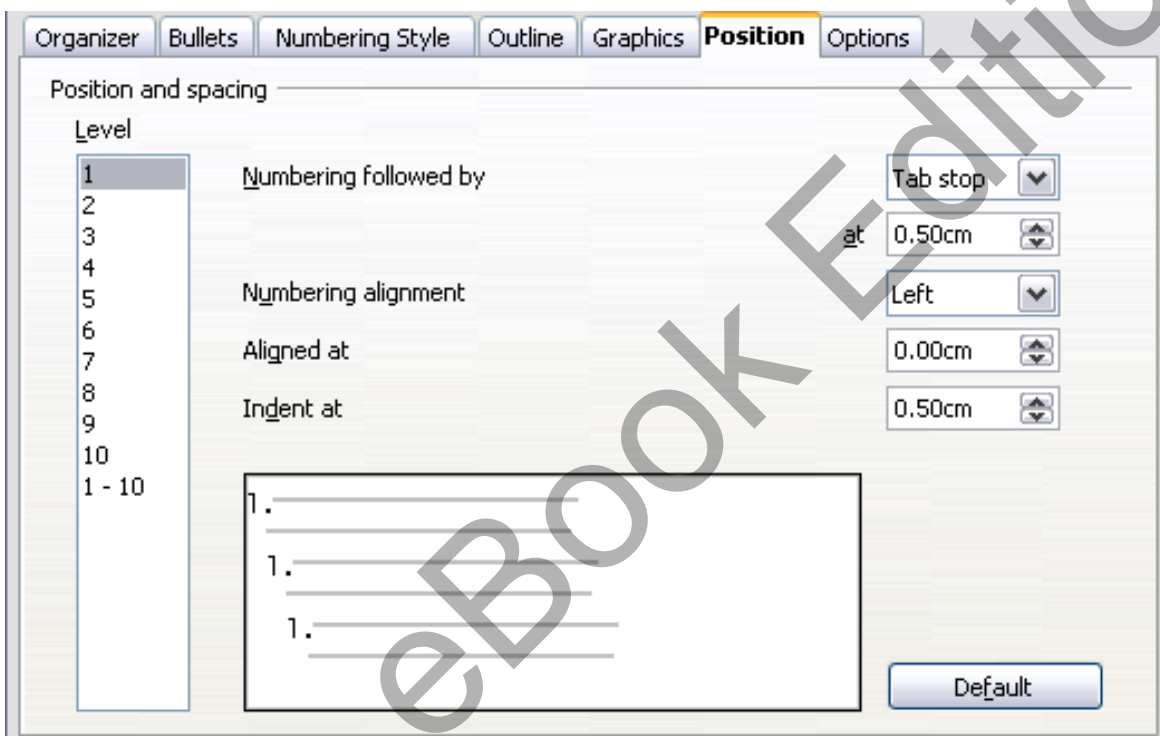 Organizer Bullets Numbering Style Outline Graphics Position Options
Position and spacing
Level
1
2
3
4
5
6
7
8
9
10
1 - 10
Numbering followed by Tab stop
at 0.50cm
Numbering alignment Left
Aligned at 0.00cm
Indent at 0.50cm
1.
1.
1.
Default
eBook Editio